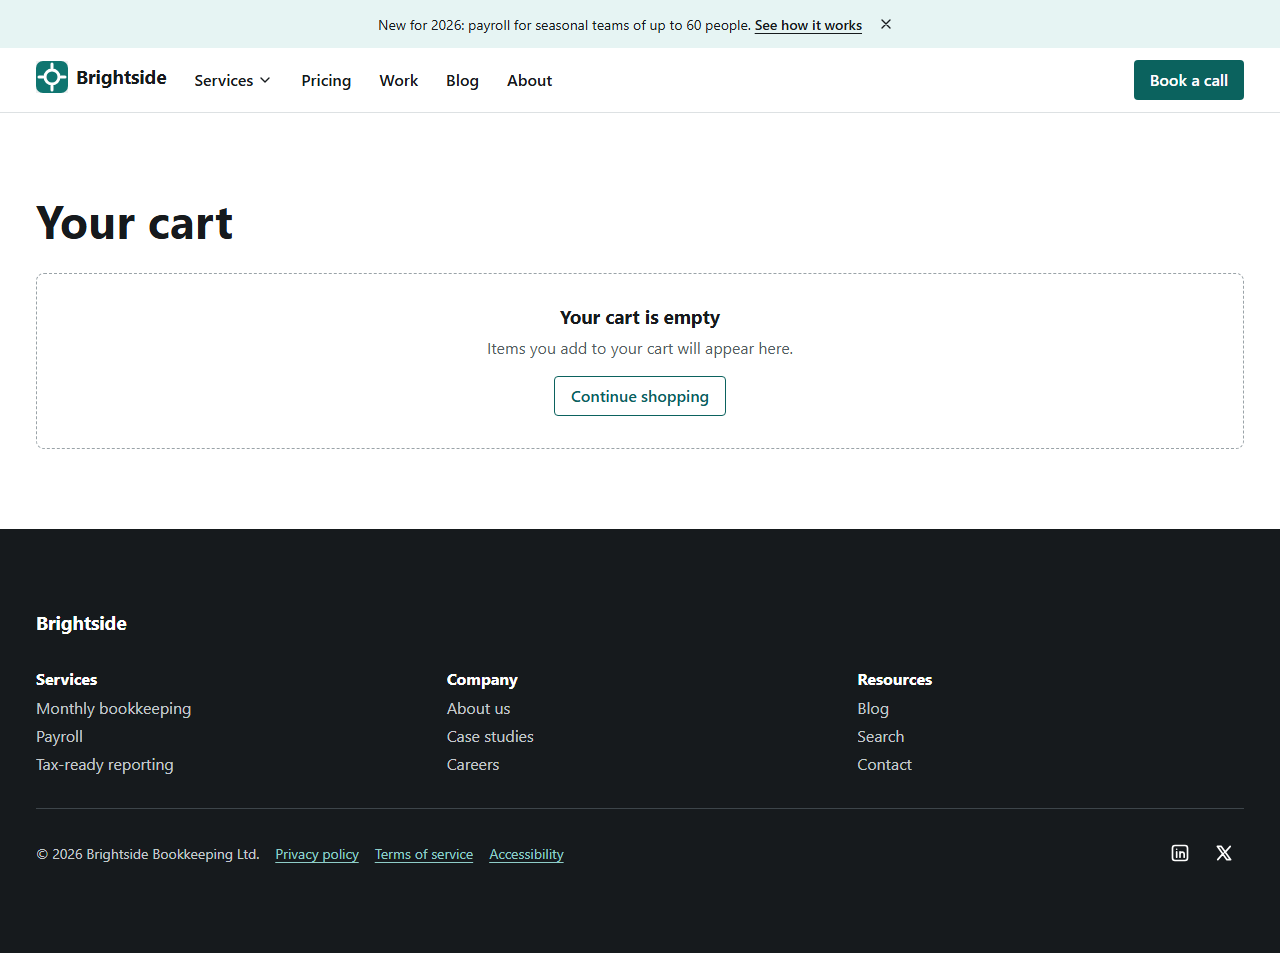 New for 2026: payroll for seasonal teams of up to 60 people. See how it works
Brightside
Services
Pricing
Work
Blog
About
Book a call
Your cart
Your cart is empty
Items you add to your cart will appear here.
Continue shopping
Brightside
Services
Monthly bookkeeping
Payroll
Tax-ready reporting
Company
About us
Case studies
Careers
Resources
Blog
Search
Contact
© 2026 Brightside Bookkeeping Ltd. Privacy policy Terms of service Accessibility